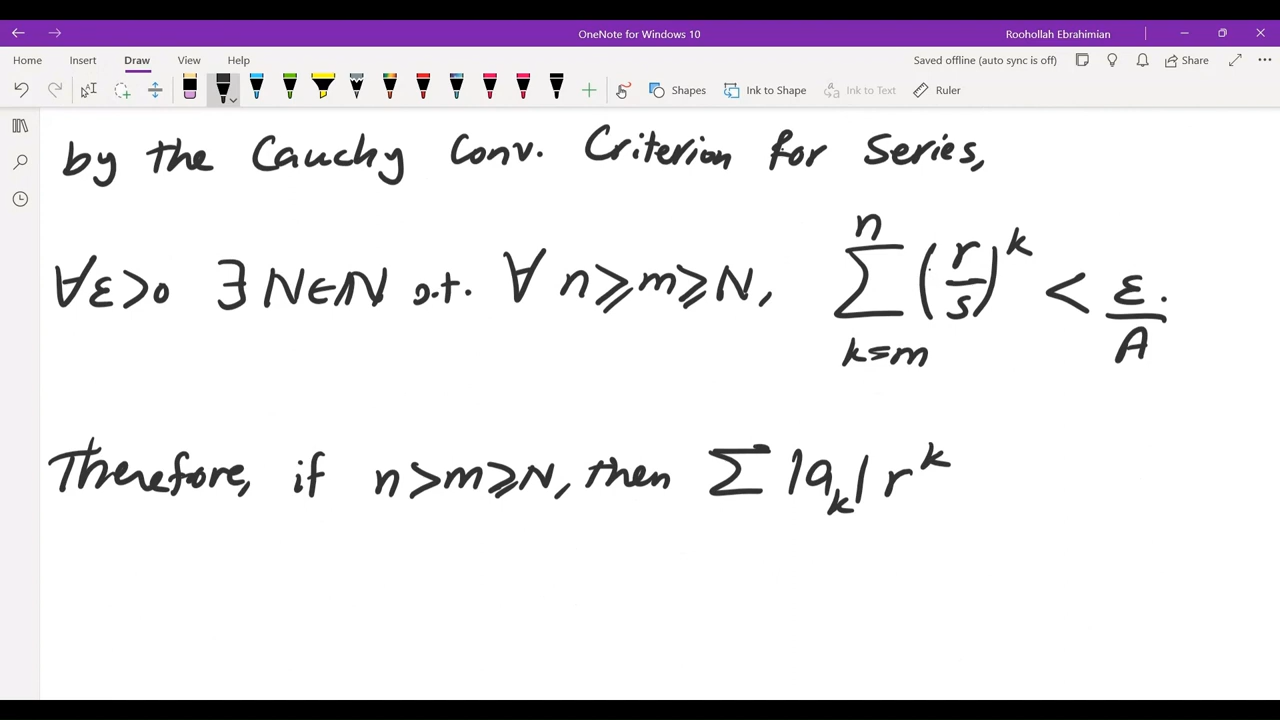 OneNote for Windows 10
Roohollah Ebrahimian
Home Insert Draw View Help
Saved offline (auto sync is off) Share
Shapes Ink to Shape Ink to Text Ruler
by the Cauchy Conv. Criterion for Series,
∀ε>0 ∃ N∈ℕ s.t. ∀ n≥m≥N, ∑_{k=m}^{n} (r/s)^k < ε/A.
Therefore, if n>m≥N, then ∑ |a_k| r^k